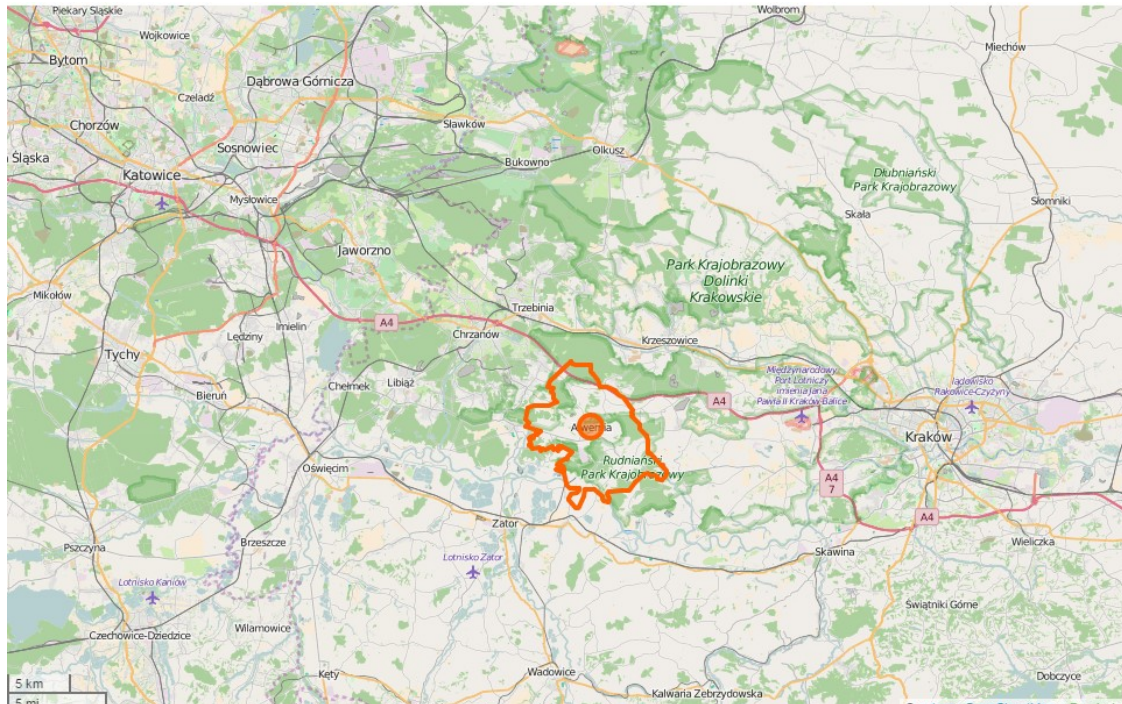 Piekary Śląskie
Wojkowice
Wolbrom
Miechów
Bytom
Dąbrowa Górnicza
Czeladź
Chorzów
Sławków
Sosnowiec
Śląska
Bukowno
Olkusz
Katowice
Dłubniański
Park Krajobrazowy
Mysłowice
Słomniki
Skała
Jaworzno
Park Krajobrazowy
Dolinki
Krakowskie
Mikołów
Imielin
Trzebinia
A4
Lędziny
Chrzanów
Krzeszowice
Tychy
Chełmek
Libiąż
Bieruń
Międzynarodowy
Port Lotniczy
imienia Jana
Pawła II Kraków-Balice
lądowisko
Rakowice-Czyżyny
A4
Alwernia
Kraków
Rudniański
Park Krajobrazowy
Oświęcim
A4
7
A4
Zator
Wieliczka
Brzeszcze
Pszczyna
Skawina
Lotnisko Zator
Lotnisko Kaniów
Świątniki Górne
Wilamowice
Czechowice-Dziedzice
Kęty
Wadowice
Dobczyce
5 km
Kalwaria Zebrzydowska
5 mi